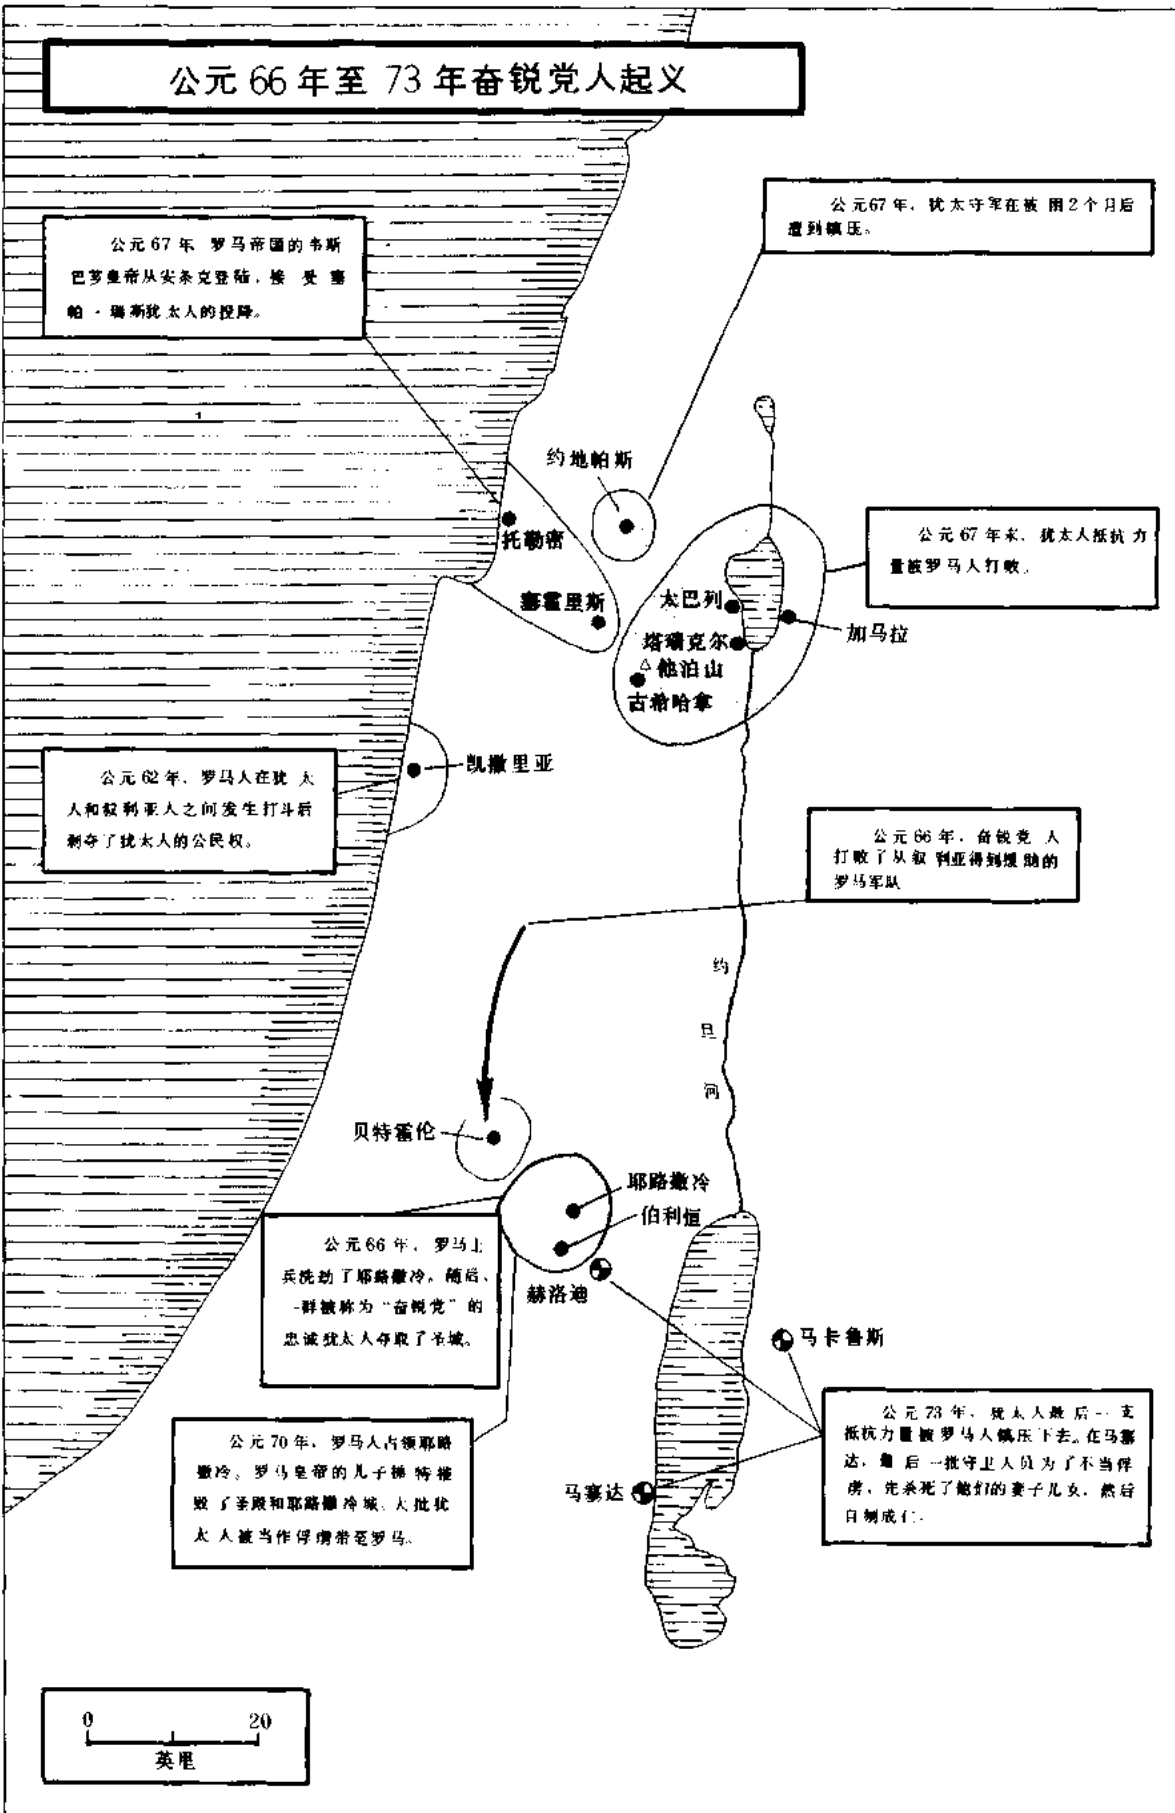 公元 66 年至 73 年奋锐党人起义
公元67年，犹太守军在被 围2个月后
遭到镇压。
公元 67 年 罗马帝国的韦斯
巴芗皇帝从安条克登陆，接 受 塞
帕·瑞斯犹太人的投降。
约地帕斯
托勒密
公元 67 年末，犹太人抵抗力
量被罗马人打败。
塞霍里斯
太巴列
加马拉
塔瑞克尔
他泊山
古希哈拿
凯撒里亚
公元 62 年，罗马人在犹 太
人和叙利亚人之间发生打斗后
剥夺了犹太人的公民权。
公元 66 年，奋锐党 人
打败了从叙 利亚得到援助的
罗马军队
约
旦
河
贝特霍伦
耶路撒冷
伯利恒
公元 66 年，罗马士
兵洗劫了耶路撒冷。随后，
一群被称为“奋锐党”的
忠诚犹太人夺取了圣城。
赫洛迪
马卡鲁斯
公元 73 年，犹太人最后一支
抵抗力量被罗马人镇压下去。在马塞
达，最后一批守卫人员为了不当俘
虏，先杀死了他们的妻子儿女，然后
自刎成仁。
公元 70 年，罗马人占领耶路
撒冷。罗马皇帝的儿子 特摧
毁了圣殿和耶路撒冷城，大批犹
太人被当作俘虏带至罗马。
马塞达
0 20
英里